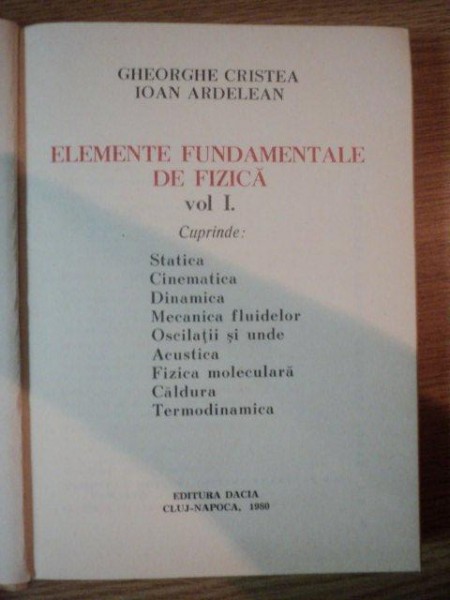 GHEORGHE CRISTEA
IOAN ARDELEAN
ELEMENTE FUNDAMENTALE
DE FIZICĂ
vol I.
Cuprinde:
Statica
Cinematica
Dinamica
Mecanica fluidelor
Oscilații și unde
Acustica
Fizica moleculară
Căldura
Termodinamica
EDITURA DACIA
CLUJ-NAPOCA, 1980